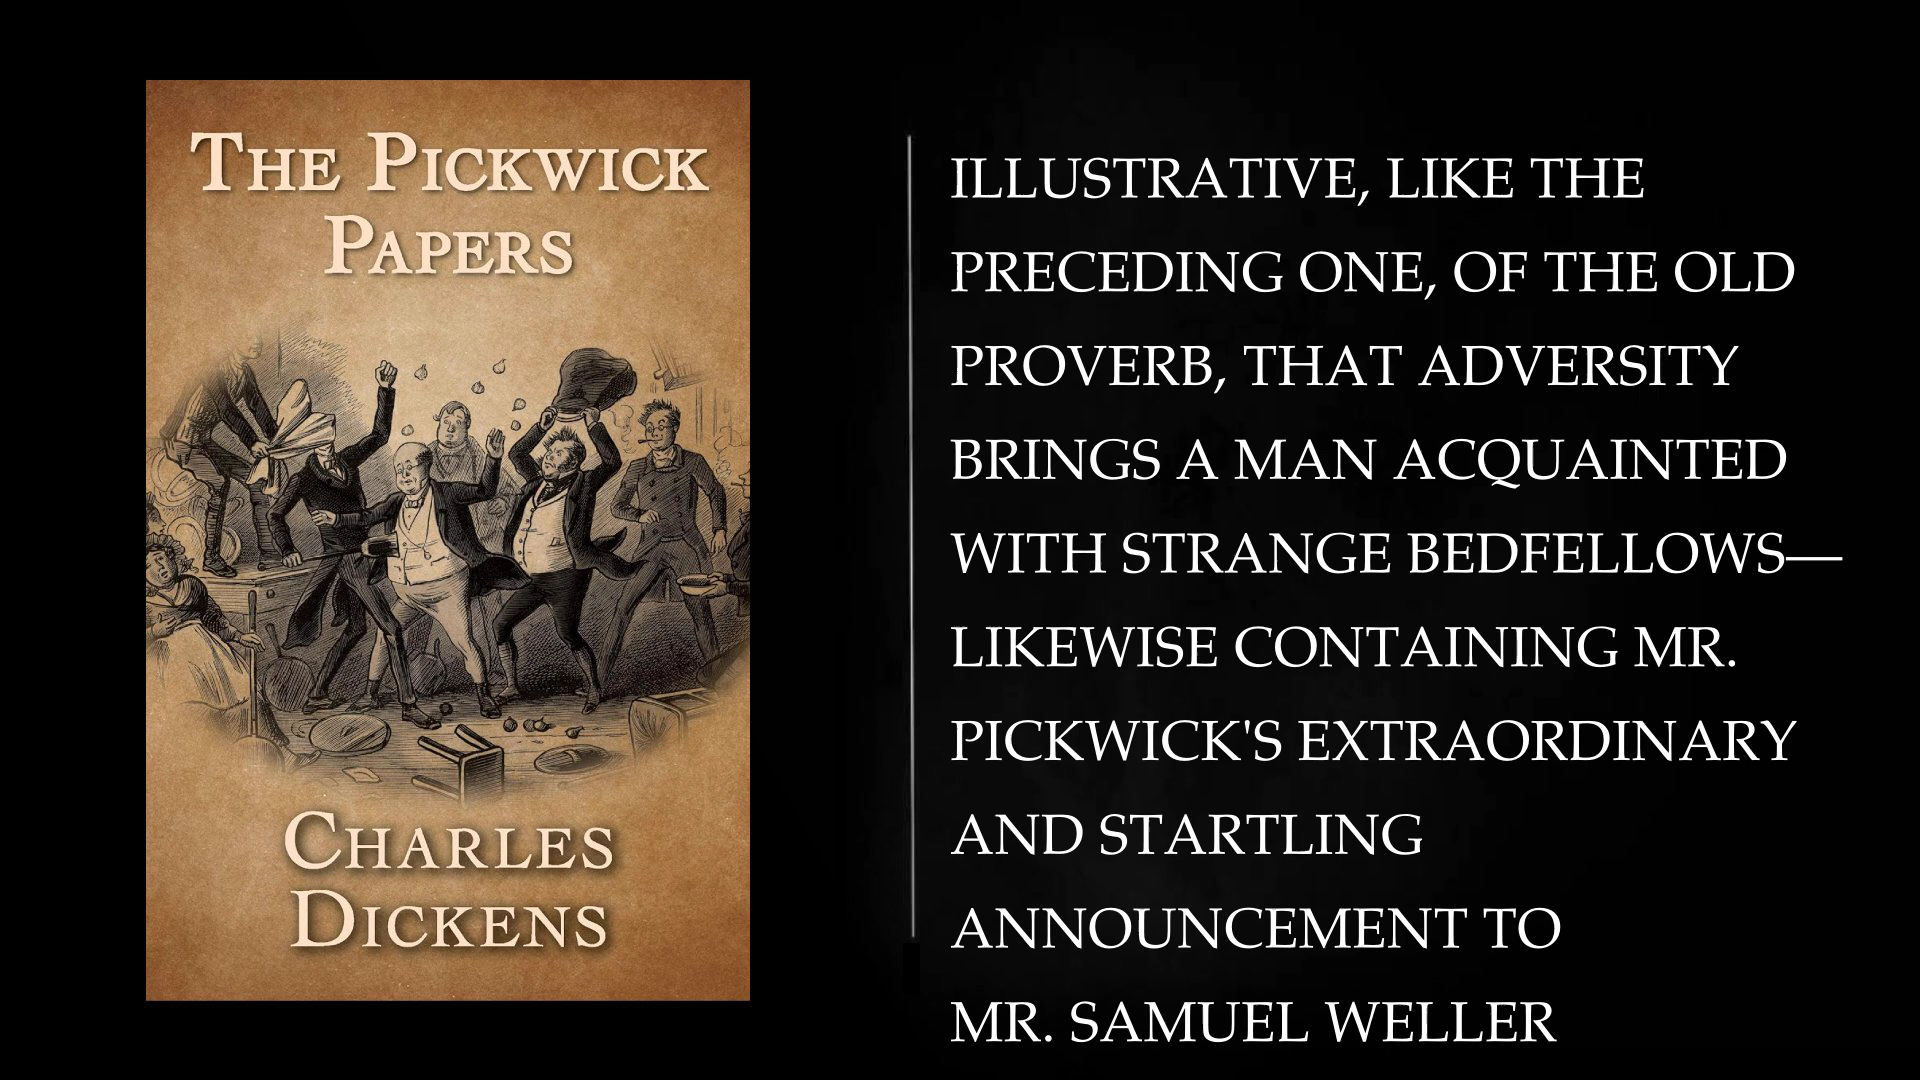 The Pickwick
Papers
Charles
Dickens
ILLUSTRATIVE, LIKE THE
PRECEDING ONE, OF THE OLD
PROVERB, THAT ADVERSITY
BRINGS A MAN ACQUAINTED
WITH STRANGE BEDFELLOWS—
LIKEWISE CONTAINING MR.
PICKWICK'S EXTRAORDINARY
AND STARTLING
ANNOUNCEMENT TO
MR. SAMUEL WELLER